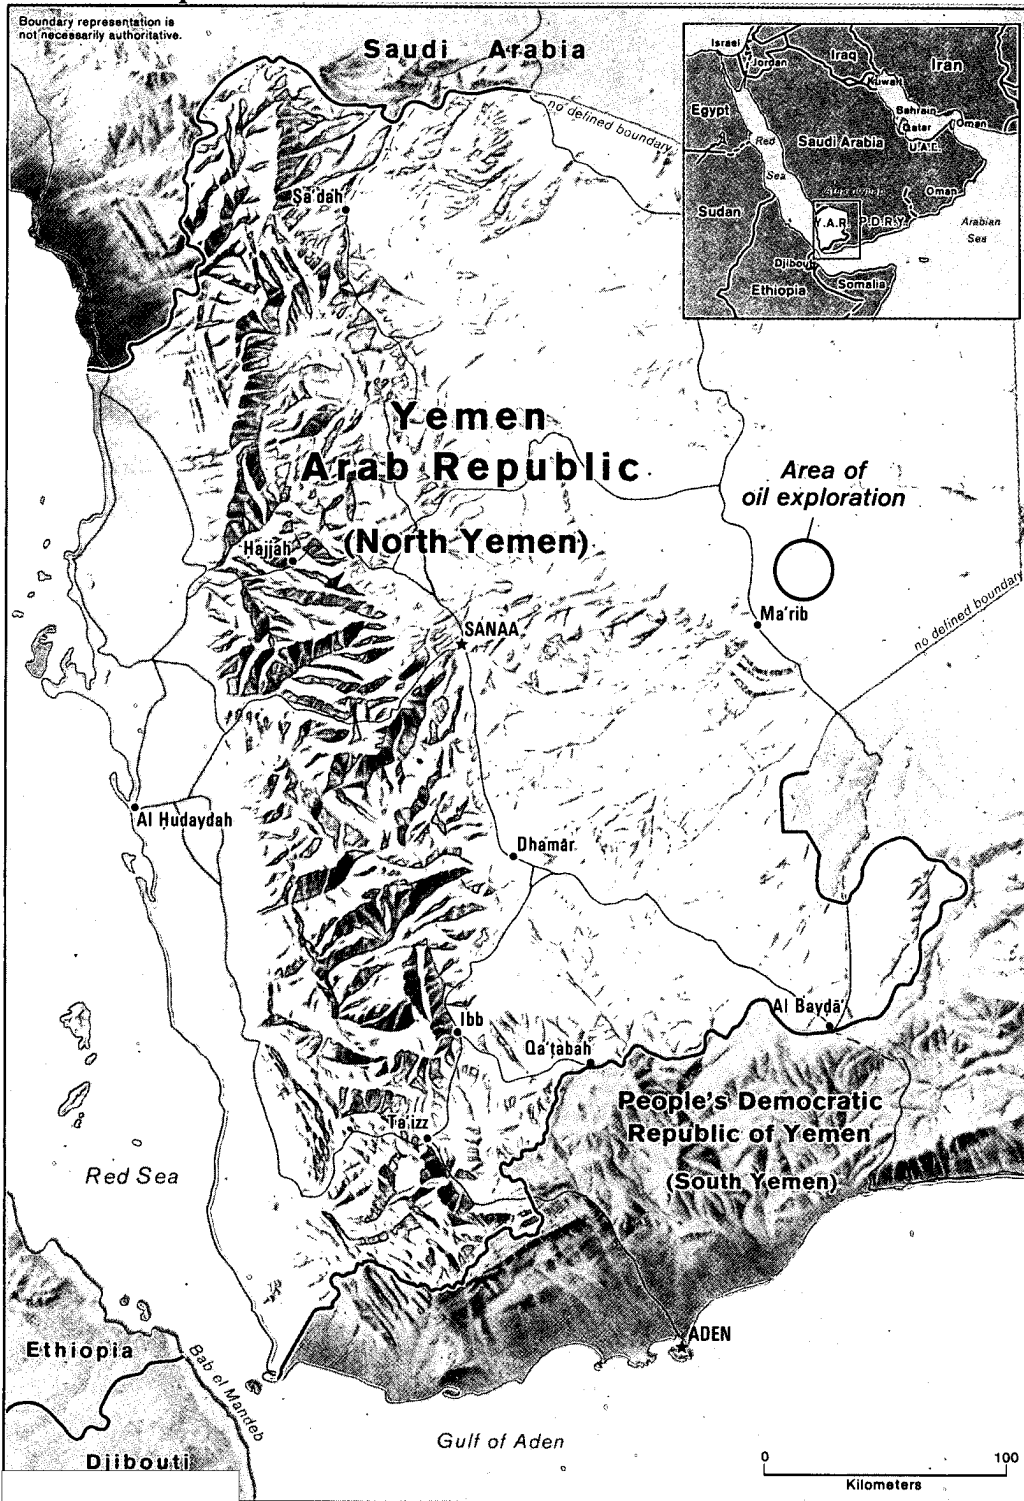 Boundary representation is
not necessarily authoritative.
Saudi Arabia
no defined boundary
Israel
Jordan
Iraq
Iran
Kuwait
Egypt
Bahrain
Qatar
Oman
U.A.E.
Red
Sea
Saudi Arabia
Oman
Sudan
Y.A.R.
P.D.R.Y.
Arabian
Sea
Djibouti
Ethiopia
Somalia
Ṣa'dah
Yemen
Arab Republic
(North Yemen)
Area of
oil exploration
Hajjah
Ma'rib
SANAA
no defined boundary
Al Ḥudaydah
Dhamār
Al Bayḍā'
Ibb
Qa'ṭabah
People's Democratic
Republic of Yemen
(South Yemen)
Ta'izz
Red Sea
ADEN
Ethiopia
Bab el Mandeb
Gulf of Aden
Djibouti
0
100
Kilometers